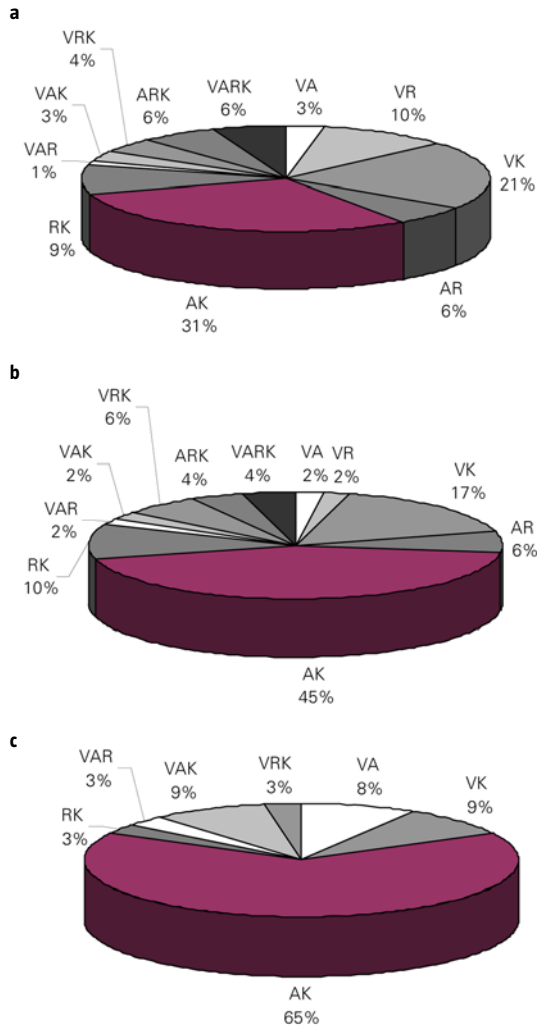 a
VRK
4%
VAK
3%
ARK
6%
VARK
6%
VA
3%
VR
10%
VAR
1%
VK
21%
RK
9%
AR
6%
AK
31%
b
VRK
6%
VAK
2%
ARK
4%
VARK
4%
VA VR
2% 2%
VK
17%
VAR
2%
AR
6%
RK
10%
AK
45%
c
VAR
3%
VAK
9%
VRK
3%
VA
8%
VK
9%
RK
3%
AK
65%